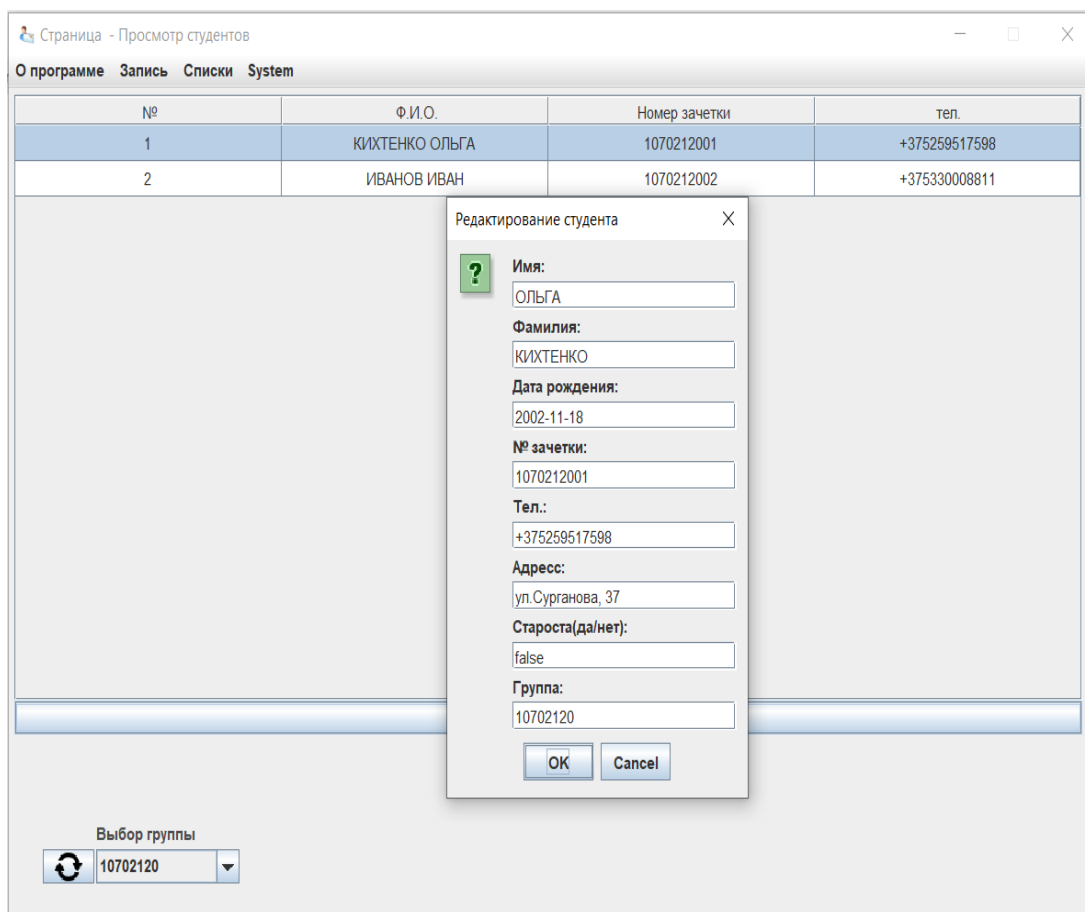 Страница - Просмотр студентов
О программе Запись Списки System
№ Ф.И.О. Номер зачетки тел.
1 КИХТЕНКО ОЛЬГА 1070212001 +375259517598
2 ИВАНОВ ИВАН 1070212002 +375330008811
Редактирование студента
?
Имя:
ОЛЬГА
Фамилия:
КИХТЕНКО
Дата рождения:
2002-11-18
№ зачетки:
1070212001
Тел.:
+375259517598
Адресс:
ул.Сурганова, 37
Староста(да/нет):
false
Группа:
10702120
OK Cancel
Выбор группы
10702120